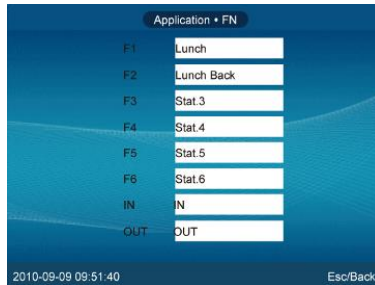 Application • FN
F1 Lunch
F2 Lunch Back
F3 Stat.3
F4 Stat.4
F5 Stat.5
F6 Stat.6
IN IN
OUT OUT
2010-09-09 09:51:40 Esc/Back